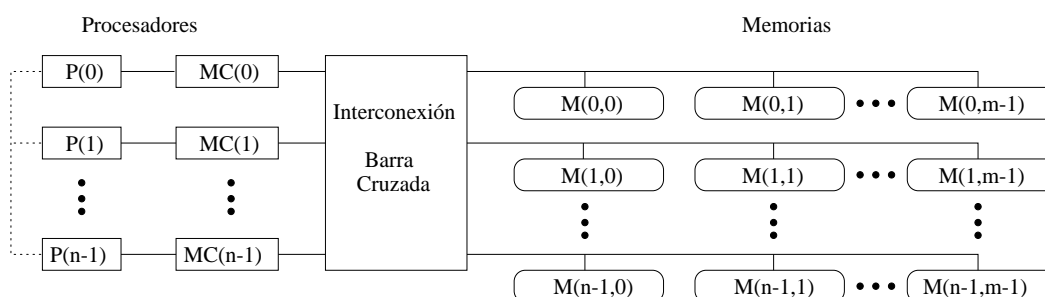 Procesadores
Memorias
P(0) MC(0)
M(0,0) M(0,1) M(0,m-1)
Interconexión
P(1) MC(1)
Barra
Cruzada
M(1,0) M(1,1) M(1,m-1)
P(n-1) MC(n-1)
M(n-1,0) M(n-1,1) M(n-1,m-1)